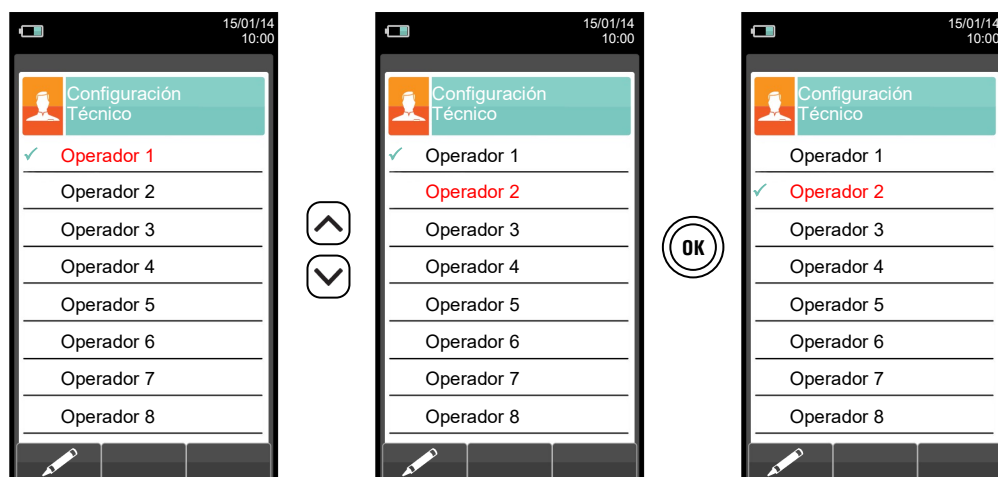 15/01/14
10:00
Configuración
Técnico
Operador 1
Operador 2
Operador 3
Operador 4
Operador 5
Operador 6
Operador 7
Operador 8
15/01/14
10:00
Configuración
Técnico
Operador 1
Operador 2
Operador 3
Operador 4
Operador 5
Operador 6
Operador 7
Operador 8
OK
15/01/14
10:00
Configuración
Técnico
Operador 1
Operador 2
Operador 3
Operador 4
Operador 5
Operador 6
Operador 7
Operador 8